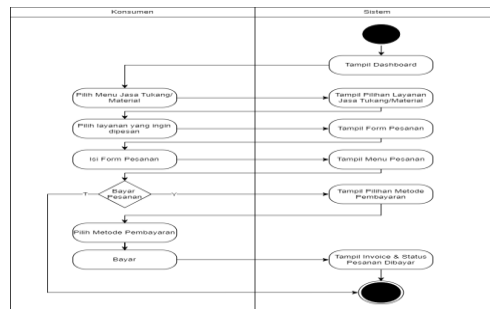 Konsumen
Sistem
Tampil Dashboard
Pilih Menu Jasa Tukang/
Material
Tampil Pilihan Layanan
Jasa Tukang/Material
Pilih layanan yang ingin
dipesan
Tampil Form Pesanan
Isi Form Pesanan
Tampil Menu Pesanan
T
Bayar
Pesanan
Y
Tampil Pilihan Metode
Pembayaran
Pilih Metode Pembayaran
Bayar
Tampil Invoice & Status
Pesanan Dibayar